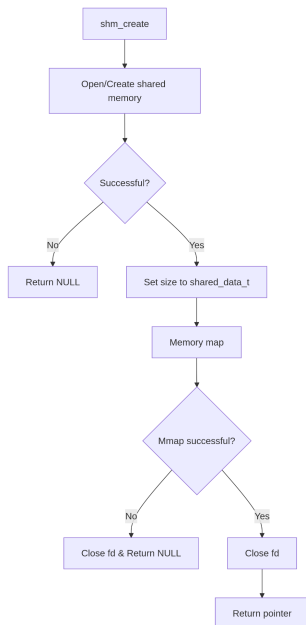 shm_create
Open/Create shared
memory
Successful?
No
Yes
Return NULL
Set size to shared_data_t
Memory map
Mmap successful?
No
Yes
Close fd & Return NULL
Close fd
Return pointer